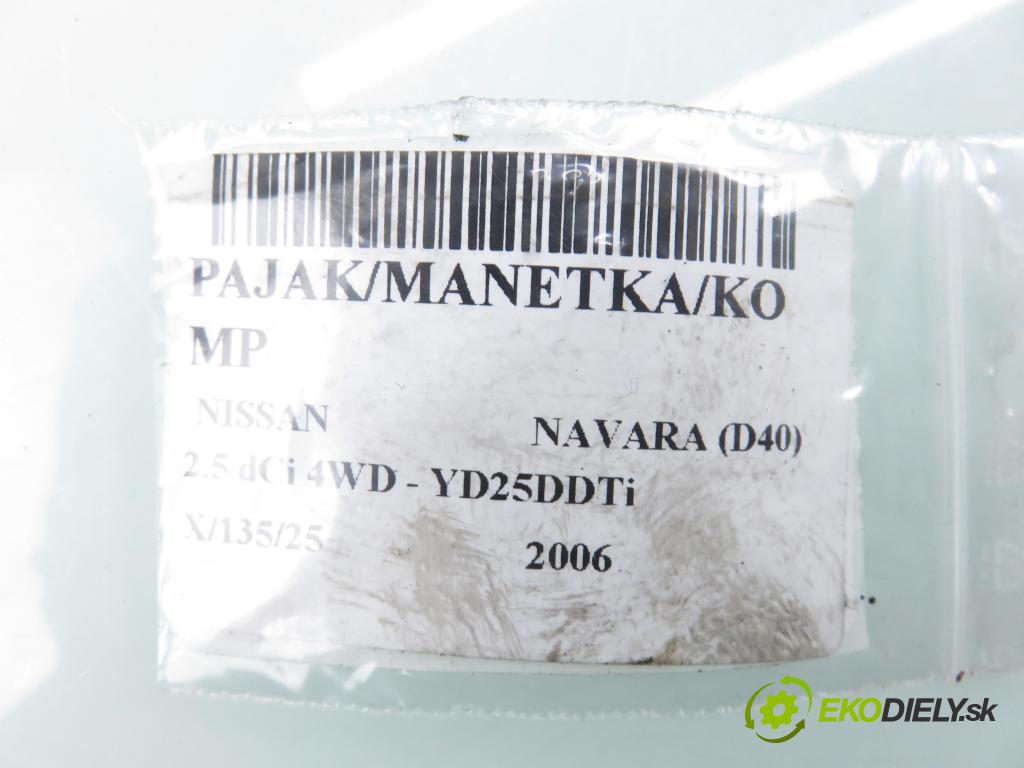 PAJAK/MANETKA/KO
MP
NISSAN NAVARA (D40)
2.5 dCi 4WD - YD25DDTi
X/135/25 2006
EKODIELY.sk